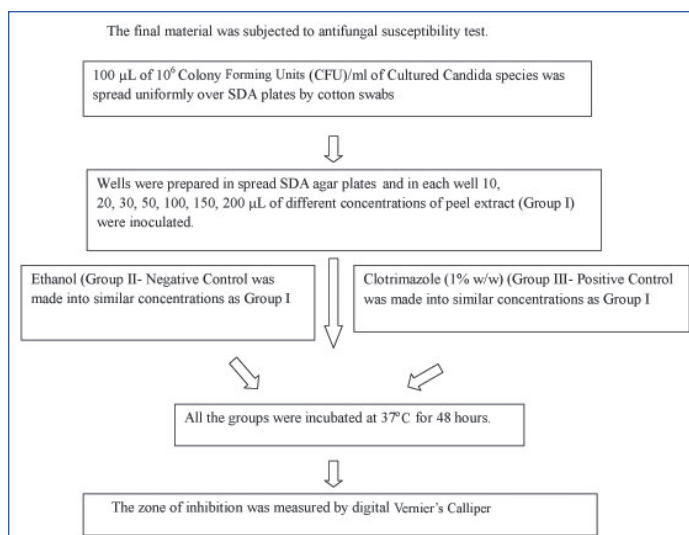 The final material was subjected to antifungal susceptibility test.
100 μL of 10⁶ Colony Forming Units (CFU)/ml of Cultured Candida species was
spread uniformly over SDA plates by cotton swabs
Wells were prepared in spread SDA agar plates and in each well 10,
20, 30, 50, 100, 150, 200 μL of different concentrations of peel extract (Group I)
were inoculated.
Ethanol (Group II- Negative Control was
made into similar concentrations as Group I
Clotrimazole (1% w/w) (Group III- Positive Control
was made into similar concentrations as Group I
All the groups were incubated at 37°C for 48 hours.
The zone of inhibition was measured by digital Vernier's Calliper